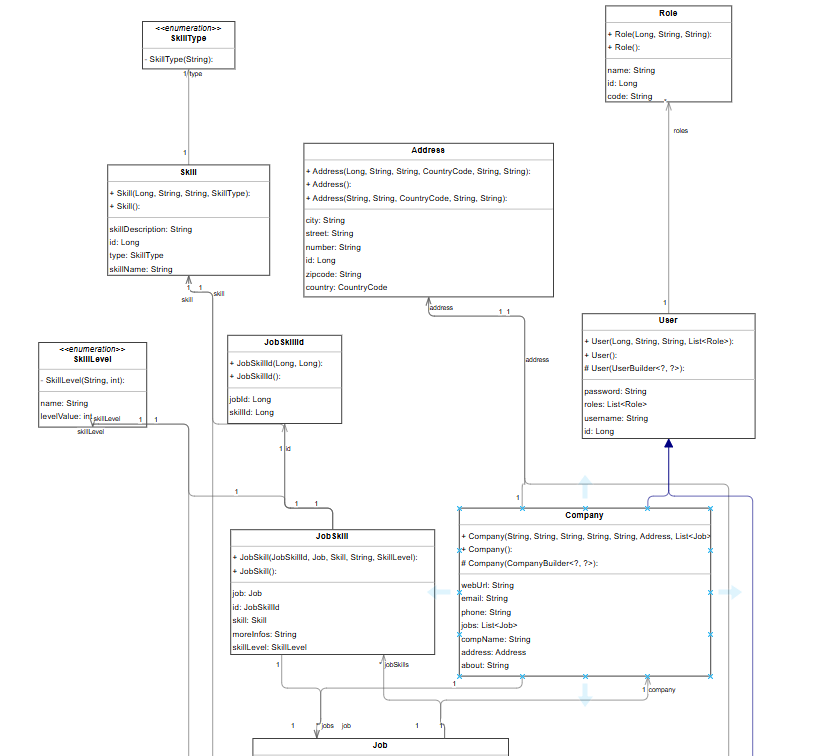 <<enumeration>>
SkillType
- SkillType(String):
1 type
1
Role
+ Role(Long, String, String):
+ Role():
name: String
id: Long
code: String
roles
1
Skill
+ Skill(Long, String, String, SkillType):
+ Skill():
skillDescription: String
id: Long
type: SkillType
skillName: String
1 1
skill
skill
Address
+ Address(Long, String, String, CountryCode, String, String):
+ Address():
+ Address(String, String, CountryCode, String, String):
city: String
street: String
number: String
id: Long
zipcode: String
country: CountryCode
address
1 1
address
1
User
+ User(Long, String, String, List<Role>):
+ User():
# User(UserBuilder<?, ?>):
password: String
roles: List<Role>
username: String
id: Long
<<enumeration>>
SkillLevel
- SkillLevel(String, int):
name: String
levelValue: int
skillLevel
1 1
skillLevel
1
JobSkillId
+ JobSkillId(Long, Long):
+ JobSkillId():
jobId: Long
skillId: Long
1 id
1 1
JobSkill
+ JobSkill(JobSkillId, Job, Skill, String, SkillLevel):
+ JobSkill():
job: Job
id: JobSkillId
skill: Skill
moreInfos: String
skillLevel: SkillLevel
1
* jobSkills
Company
+ Company(String, String, String, String, String, Address, List<Job>
+ Company():
# Company(CompanyBuilder<?, ?>):
webUrl: String
email: String
phone: String
jobs: List<Job>
compName: String
address: Address
about: String
1
1 company
1
* jobs
job
1
1
Job